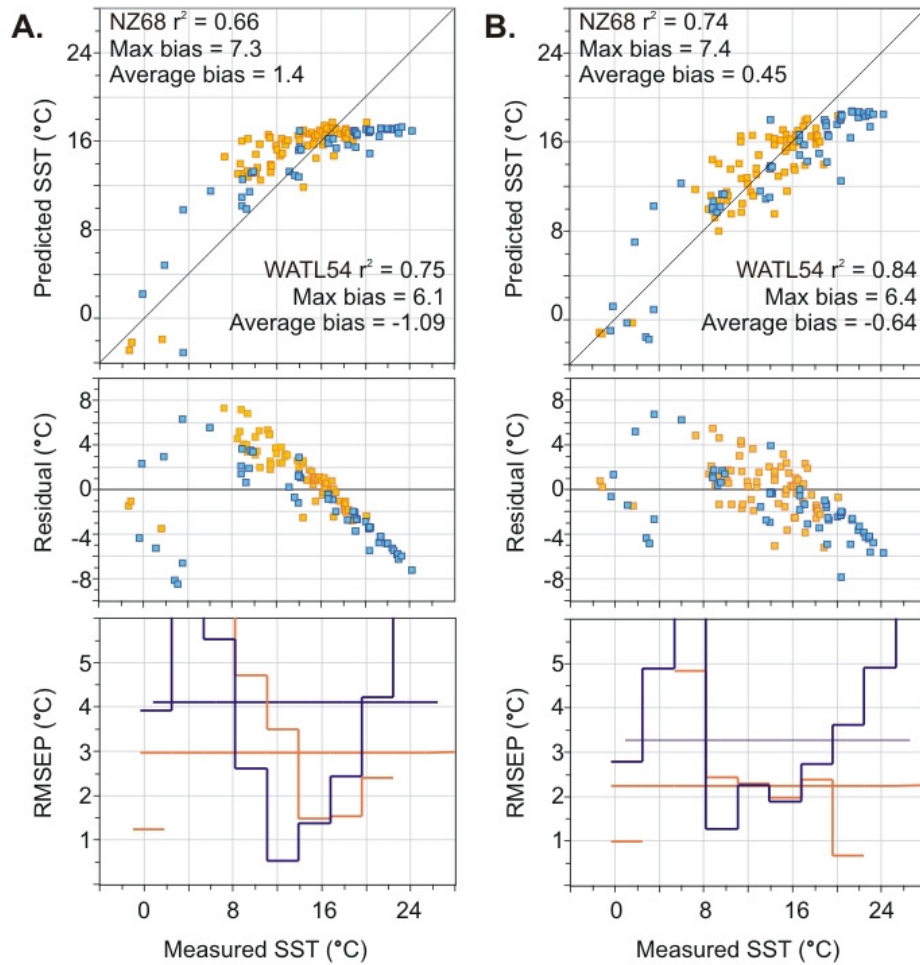 A.
NZ68 r² = 0.66
Max bias = 7.3
Average bias = 1.4
24
16
8
0
Predicted SST (°C)
WATL54 r² = 0.75
Max bias = 6.1
Average bias = -1.09
8
4
0
-4
-8
Residual (°C)
5
4
3
2
1
RMSEP (°C)
0 8 16 24
Measured SST (°C)
B.
NZ68 r² = 0.74
Max bias = 7.4
Average bias = 0.45
24
16
8
0
Predicted SST (°C)
WATL54 r² = 0.84
Max bias = 6.4
Average bias = -0.64
8
4
0
-4
-8
Residual (°C)
5
4
3
2
1
RMSEP (°C)
0 8 16 24
Measured SST (°C)